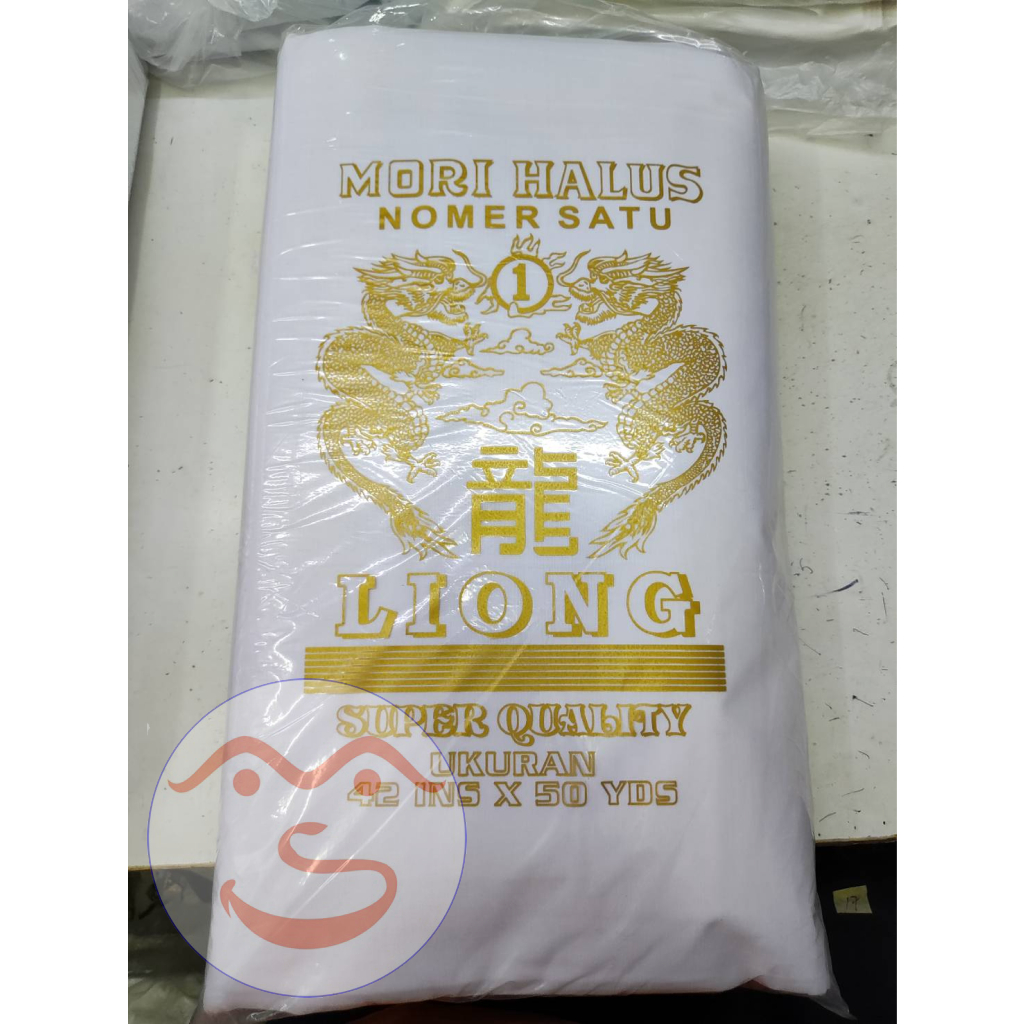 MORI HALUS
NOMER SATU
1
龍
LIONG
SUPER QUALITY
UKURAN
42 INS X 50 YDS